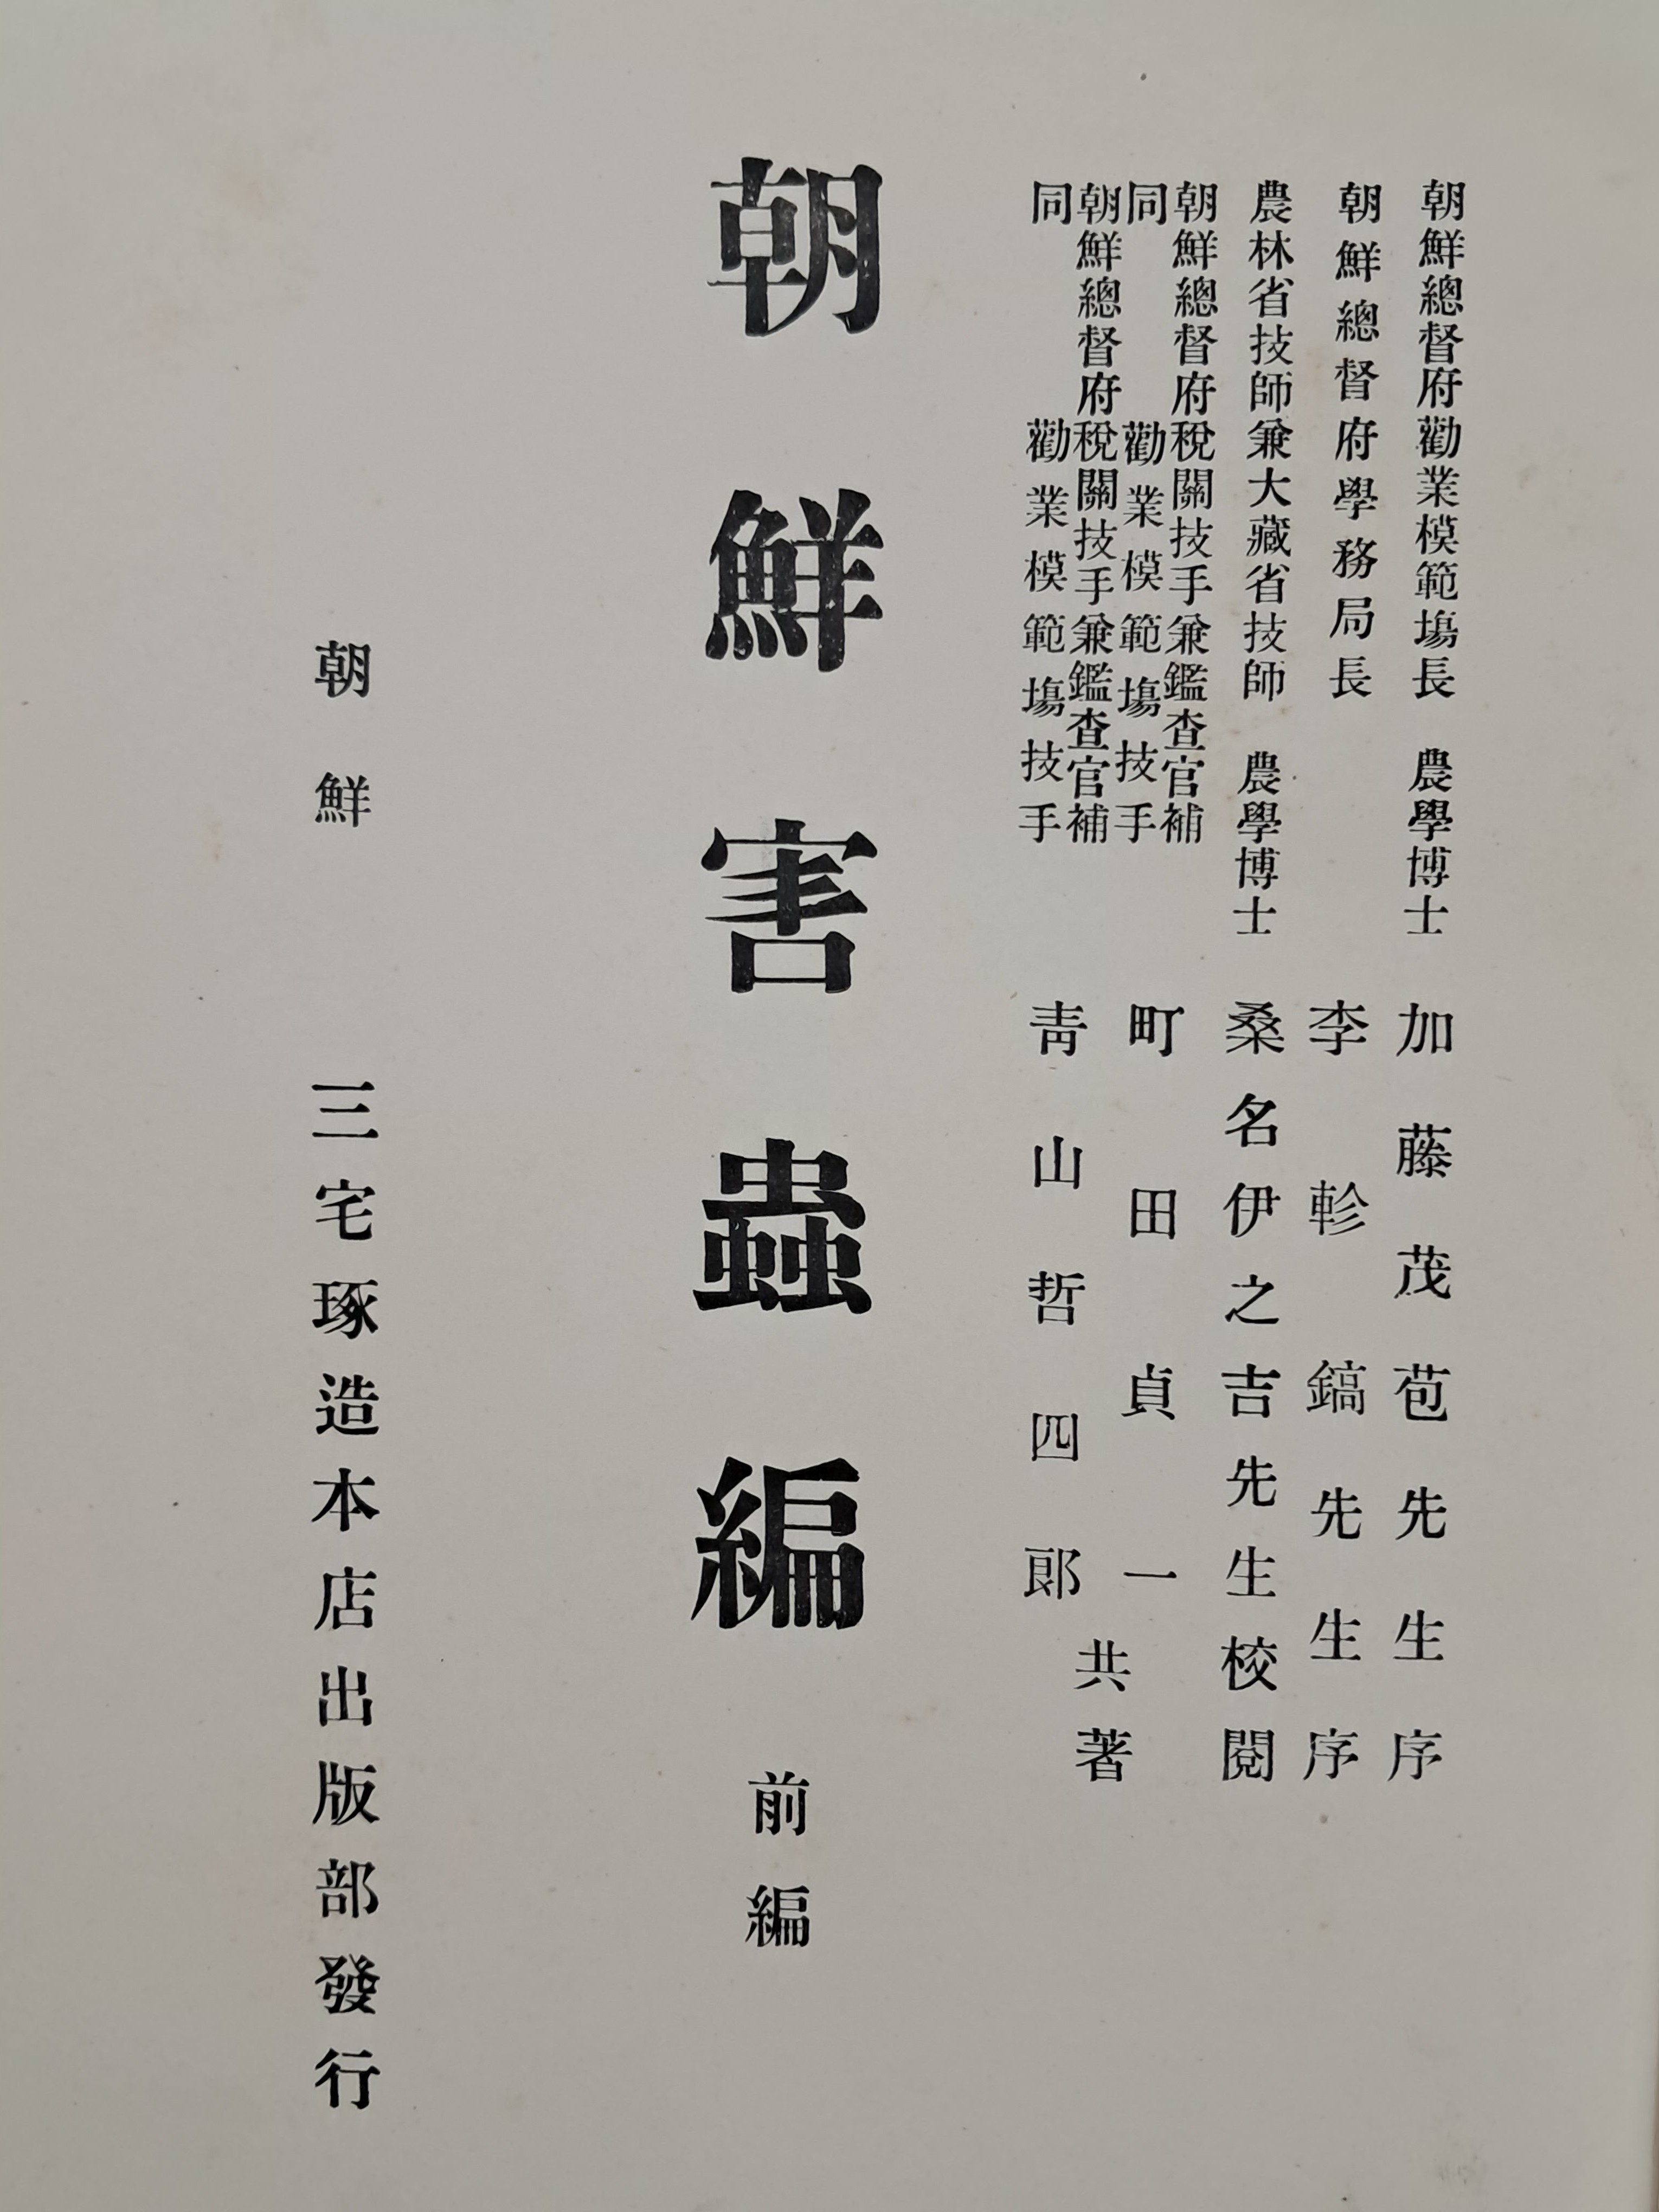 朝鮮總督府勸業模範場長 農學博士 加藤茂苞先生序
朝鮮總督府學務局長 李軫鎬先生序
農林省技師兼大藏省技師 農學博士 桑名伊之吉先生校閱
朝鮮總督府稅關技手兼鑑查官補
同 勸業模範場技手 町田貞一
朝鮮總督府稅關技手兼鑑查官補
同 勸業模範場技手 靑山哲四郞
共著
朝鮮害蟲編 前編
朝鮮 三宅琢造本店出版部發行